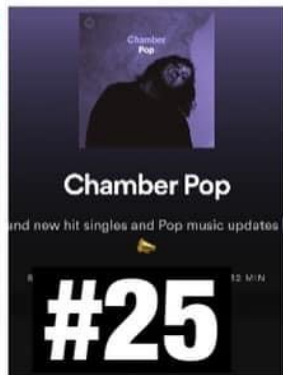 Chamber
Pop
Chamber Pop
and new hit singles and Pop music updates
12 MIN
#25